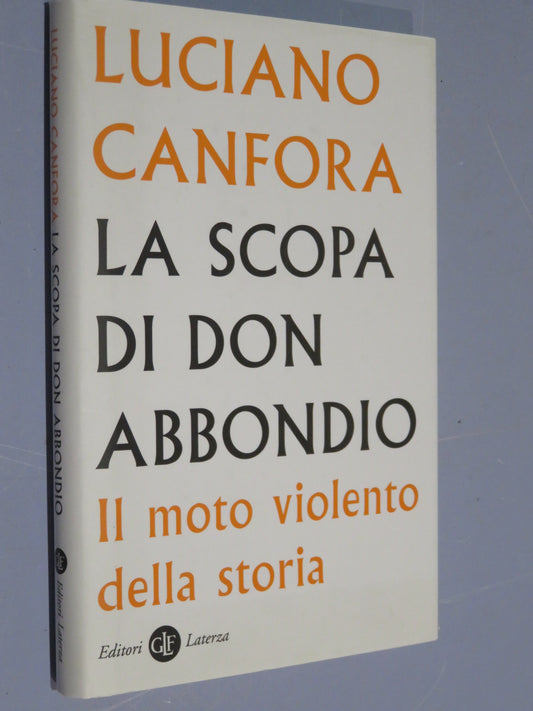 LUCIANO
CANFORA
LA SCOPA
DI DON
ABBONDIO
Il moto violento
della storia
Editori GLF Laterza
LUCIANO CANFORA LA SCOPA DI DON ABBONDIO
Editori Laterza